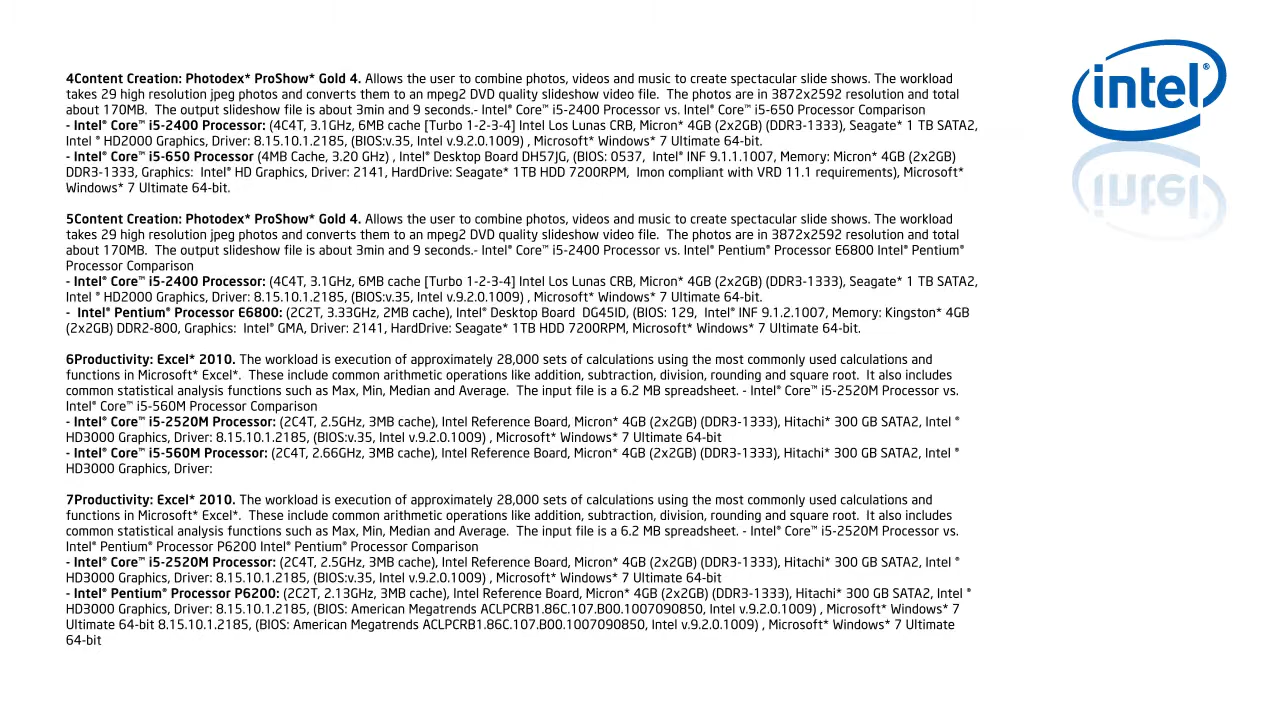 4Content Creation: Photodex* ProShow* Gold 4. Allows the user to combine photos, videos and music to create spectacular slide shows. The workload
takes 29 high resolution jpeg photos and converts them to an mpeg2 DVD quality slideshow video file.  The photos are in 3872x2592 resolution and total
about 170MB.  The output slideshow file is about 3min and 9 seconds.- Intel® Core™ i5-2400 Processor vs. Intel® Core™ i5-650 Processor Comparison
- Intel® Core™ i5-2400 Processor: (4C4T, 3.1GHz, 6MB cache [Turbo 1-2-3-4] Intel Los Lunas CRB, Micron* 4GB (2x2GB) (DDR3-1333), Seagate* 1 TB SATA2,
Intel ® HD2000 Graphics, Driver: 8.15.10.1.2185, (BIOS:v.35, Intel v.9.2.0.1009) , Microsoft* Windows* 7 Ultimate 64-bit.
- Intel® Core™ i5-650 Processor (4MB Cache, 3.20 GHz) , Intel® Desktop Board DH57JG, (BIOS: 0537,  Intel® INF 9.1.1.1007, Memory: Micron* 4GB (2x2GB)
DDR3-1333, Graphics:  Intel® HD Graphics, Driver: 2141, HardDrive: Seagate* 1TB HDD 7200RPM,  Imon compliant with VRD 11.1 requirements), Microsoft*
Windows* 7 Ultimate 64-bit.
5Content Creation: Photodex* ProShow* Gold 4. Allows the user to combine photos, videos and music to create spectacular slide shows. The workload
takes 29 high resolution jpeg photos and converts them to an mpeg2 DVD quality slideshow video file.  The photos are in 3872x2592 resolution and total
about 170MB.  The output slideshow file is about 3min and 9 seconds.- Intel® Core™ i5-2400 Processor vs. Intel® Pentium® Processor E6800 Intel® Pentium®
Processor Comparison
- Intel® Core™ i5-2400 Processor: (4C4T, 3.1GHz, 6MB cache [Turbo 1-2-3-4] Intel Los Lunas CRB, Micron* 4GB (2x2GB) (DDR3-1333), Seagate* 1 TB SATA2,
Intel ® HD2000 Graphics, Driver: 8.15.10.1.2185, (BIOS:v.35, Intel v.9.2.0.1009) , Microsoft* Windows* 7 Ultimate 64-bit.
-  Intel® Pentium® Processor E6800: (2C2T, 3.33GHz, 2MB cache), Intel® Desktop Board  DG45ID, (BIOS: 129,  Intel® INF 9.1.2.1007, Memory: Kingston* 4GB
(2x2GB) DDR2-800, Graphics:  Intel® GMA, Driver: 2141, HardDrive: Seagate* 1TB HDD 7200RPM, Microsoft* Windows* 7 Ultimate 64-bit.
6Productivity: Excel* 2010. The workload is execution of approximately 28,000 sets of calculations using the most commonly used calculations and
functions in Microsoft* Excel*.  These include common arithmetic operations like addition, subtraction, division, rounding and square root.  It also includes
common statistical analysis functions such as Max, Min, Median and Average.  The input file is a 6.2 MB spreadsheet. - Intel® Core™ i5-2520M Processor vs.
Intel® Core™ i5-560M Processor Comparison
- Intel® Core™ i5-2520M Processor: (2C4T, 2.5GHz, 3MB cache), Intel Reference Board, Micron* 4GB (2x2GB) (DDR3-1333), Hitachi* 300 GB SATA2, Intel ®
HD3000 Graphics, Driver: 8.15.10.1.2185, (BIOS:v.35, Intel v.9.2.0.1009) , Microsoft* Windows* 7 Ultimate 64-bit
- Intel® Core™ i5-560M Processor: (2C4T, 2.66GHz, 3MB cache), Intel Reference Board, Micron* 4GB (2x2GB) (DDR3-1333), Hitachi* 300 GB SATA2, Intel ®
HD3000 Graphics, Driver:
7Productivity: Excel* 2010. The workload is execution of approximately 28,000 sets of calculations using the most commonly used calculations and
functions in Microsoft* Excel*.  These include common arithmetic operations like addition, subtraction, division, rounding and square root.  It also includes
common statistical analysis functions such as Max, Min, Median and Average.  The input file is a 6.2 MB spreadsheet. - Intel® Core™ i5-2520M Processor vs.
Intel® Pentium® Processor P6200 Intel® Pentium® Processor Comparison
- Intel® Core™ i5-2520M Processor: (2C4T, 2.5GHz, 3MB cache), Intel Reference Board, Micron* 4GB (2x2GB) (DDR3-1333), Hitachi* 300 GB SATA2, Intel ®
HD3000 Graphics, Driver: 8.15.10.1.2185, (BIOS:v.35, Intel v.9.2.0.1009) , Microsoft* Windows* 7 Ultimate 64-bit
- Intel® Pentium® Processor P6200: (2C2T, 2.13GHz, 3MB cache), Intel Reference Board, Micron* 4GB (2x2GB) (DDR3-1333), Hitachi* 300 GB SATA2, Intel ®
HD3000 Graphics, Driver: 8.15.10.1.2185, (BIOS: American Megatrends ACLPCRB1.86C.107.B00.1007090850, Intel v.9.2.0.1009) , Microsoft* Windows* 7
Ultimate 64-bit 8.15.10.1.2185, (BIOS: American Megatrends ACLPCRB1.86C.107.B00.1007090850, Intel v.9.2.0.1009) , Microsoft* Windows* 7 Ultimate
64-bit
intel®